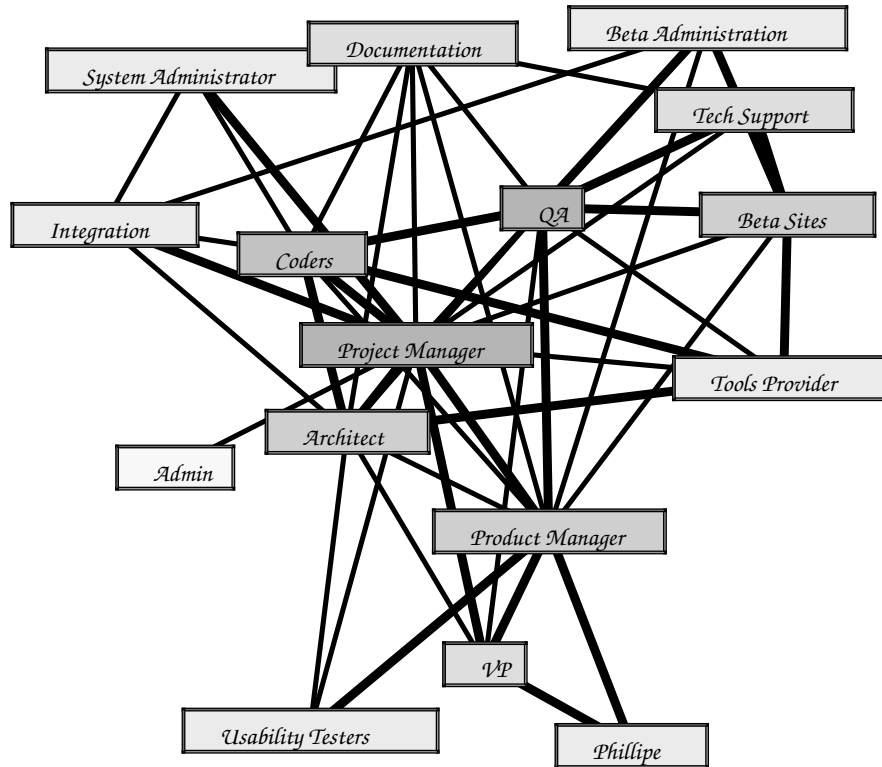 Documentation
Beta Administration
System Administrator
Tech Support
QA
Beta Sites
Integration
Coders
Project Manager
Tools Provider
Architect
Admin
Product Manager
VP
Usability Testers
Phillipe